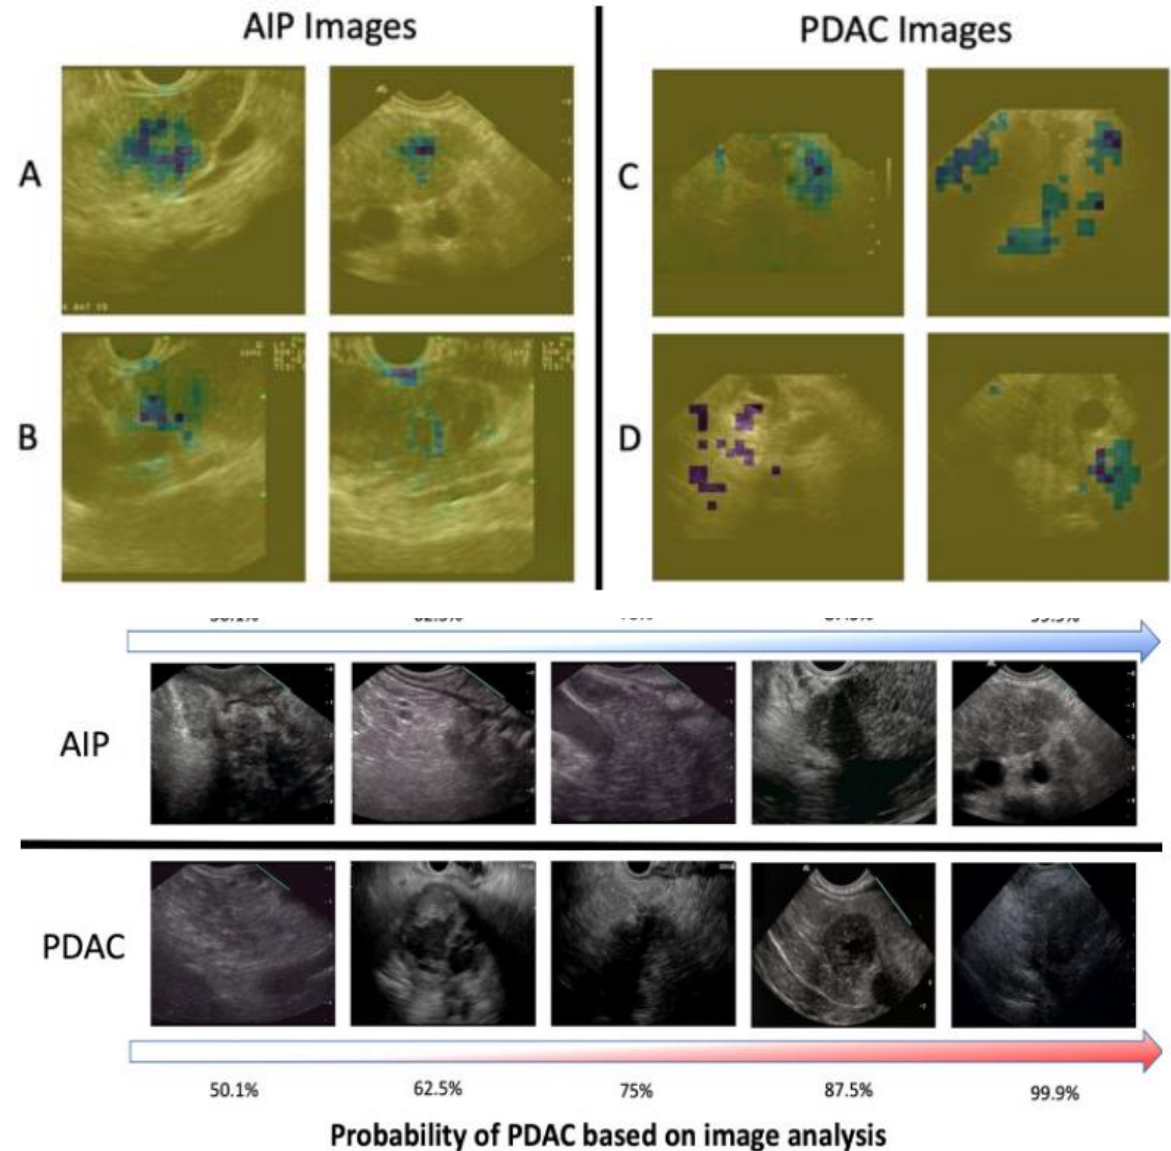 AIP Images
PDAC Images
A
C
B
D
AIP
PDAC
50.1%
62.5%
75%
87.5%
99.9%
Probability of PDAC based on image analysis